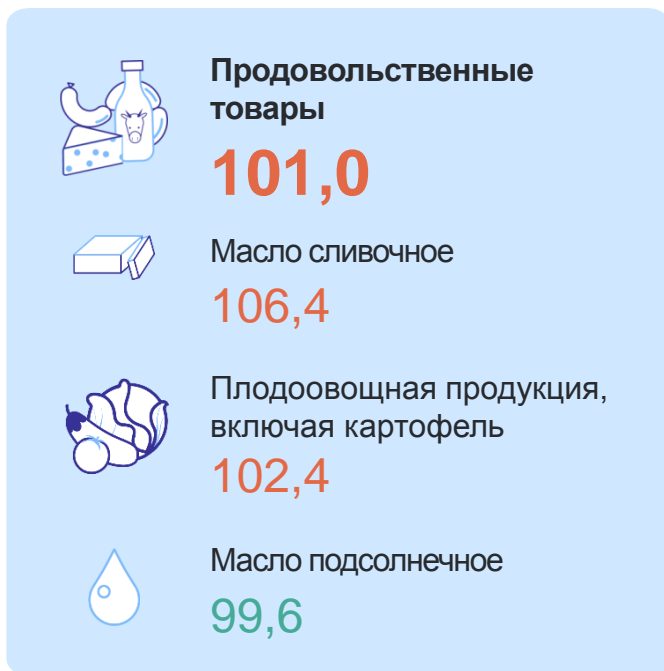 Продовольственные
товары
101,0
Масло сливочное
106,4
Плодоовощная продукция,
включая картофель
102,4
Масло подсолнечное
99,6